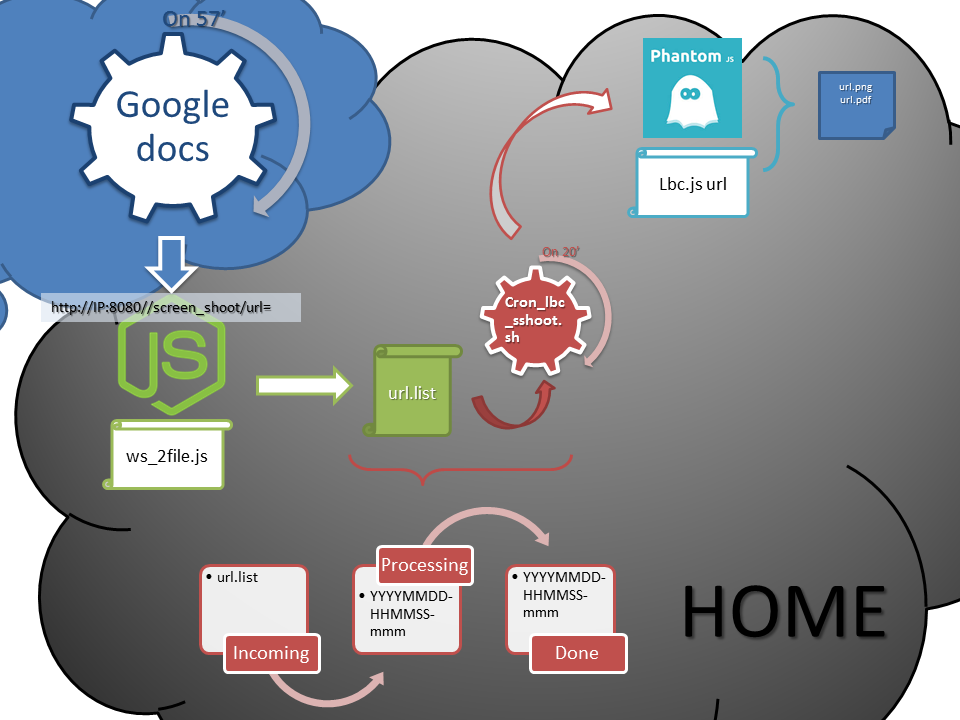 On 57’
Google
docs
http://IP:8080//screen_shoot/url=
JS
ws_2file.js
url.list
On 20’
Cron_lbc
_sshoot.
sh
Phantom JS
Lbc.js url
url.png
url.pdf
• url.list
Incoming
Processing
• YYYYMMDD-
HHMMSS-
mmm
• YYYYMMDD-
HHMMSS-
mmm
Done
HOME